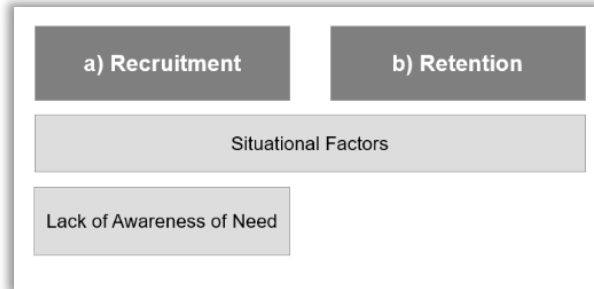 a) Recruitment
b) Retention
Situational Factors
Lack of Awareness of Need